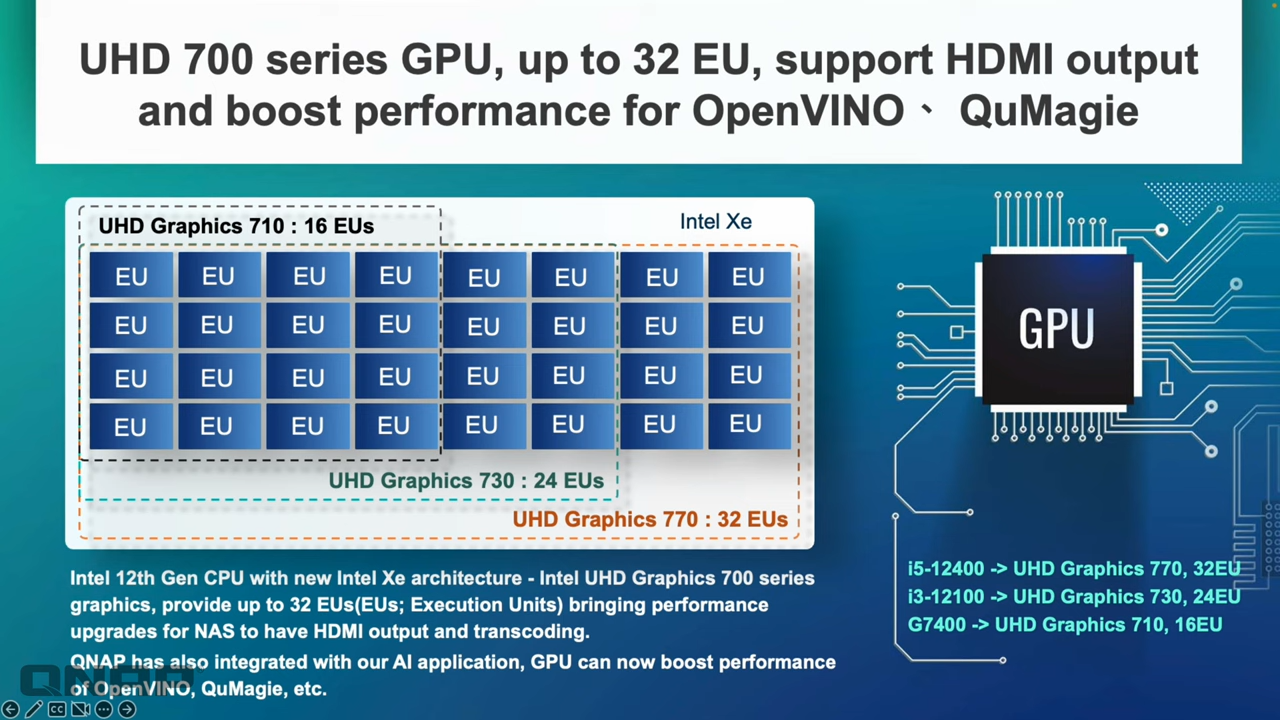 UHD 700 series GPU, up to 32 EU, support HDMI output
and boost performance for OpenVINO、 QuMagie
UHD Graphics 710 : 16 EUs
Intel Xe
EU EU EU EU EU EU EU EU
EU EU EU EU EU EU EU EU
EU EU EU EU EU EU EU EU
EU EU EU EU EU EU EU EU
UHD Graphics 730 : 24 EUs
UHD Graphics 770 : 32 EUs
GPU
Intel 12th Gen CPU with new Intel Xe architecture - Intel UHD Graphics 700 series
graphics, provide up to 32 EUs(EUs; Execution Units) bringing performance
upgrades for NAS to have HDMI output and transcoding.
QNAP has also integrated with our AI application, GPU can now boost performance
of OpenVINO, QuMagie, etc.
i5-12400 -> UHD Graphics 770, 32EU
i3-12100 -> UHD Graphics 730, 24EU
G7400 -> UHD Graphics 710, 16EU
QNAP
CC